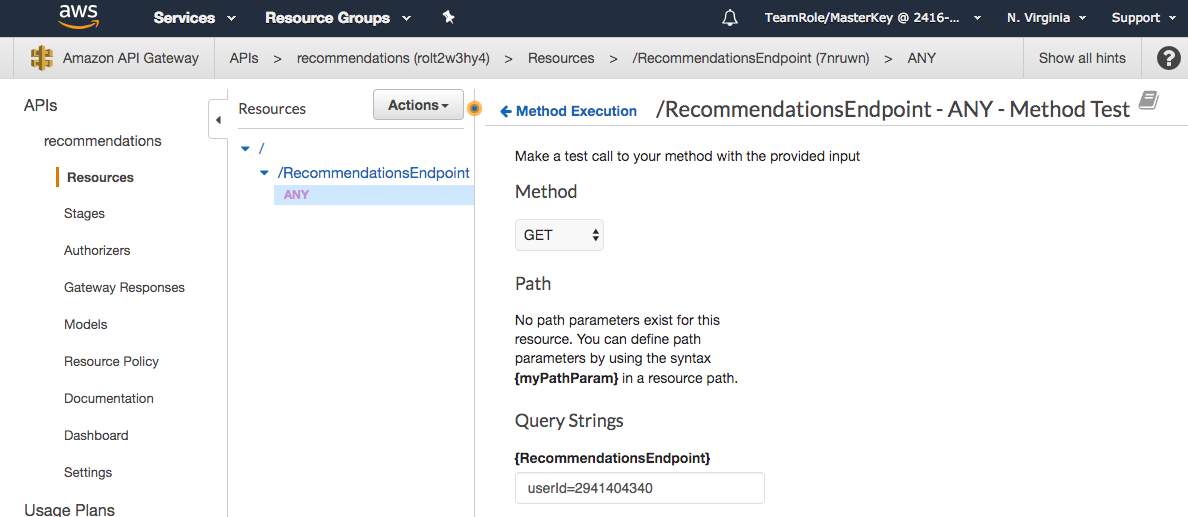 aws Services Resource Groups TeamRole/MasterKey @ 2416-... N. Virginia Support
Amazon API Gateway APIs > recommendations (rolt2w3hy4) > Resources > /RecommendationsEndpoint (7nruwn) > ANY Show all hints ?
APIs
recommendations
Resources
Stages
Authorizers
Gateway Responses
Models
Resource Policy
Documentation
Dashboard
Settings
Usage Plans
Resources Actions
/
/RecommendationsEndpoint
ANY
Method Execution /RecommendationsEndpoint - ANY - Method Test
Make a test call to your method with the provided input
Method
GET
Path
No path parameters exist for this
resource. You can define path
parameters by using the syntax
{myPathParam} in a resource path.
Query Strings
{RecommendationsEndpoint}
userId=2941404340